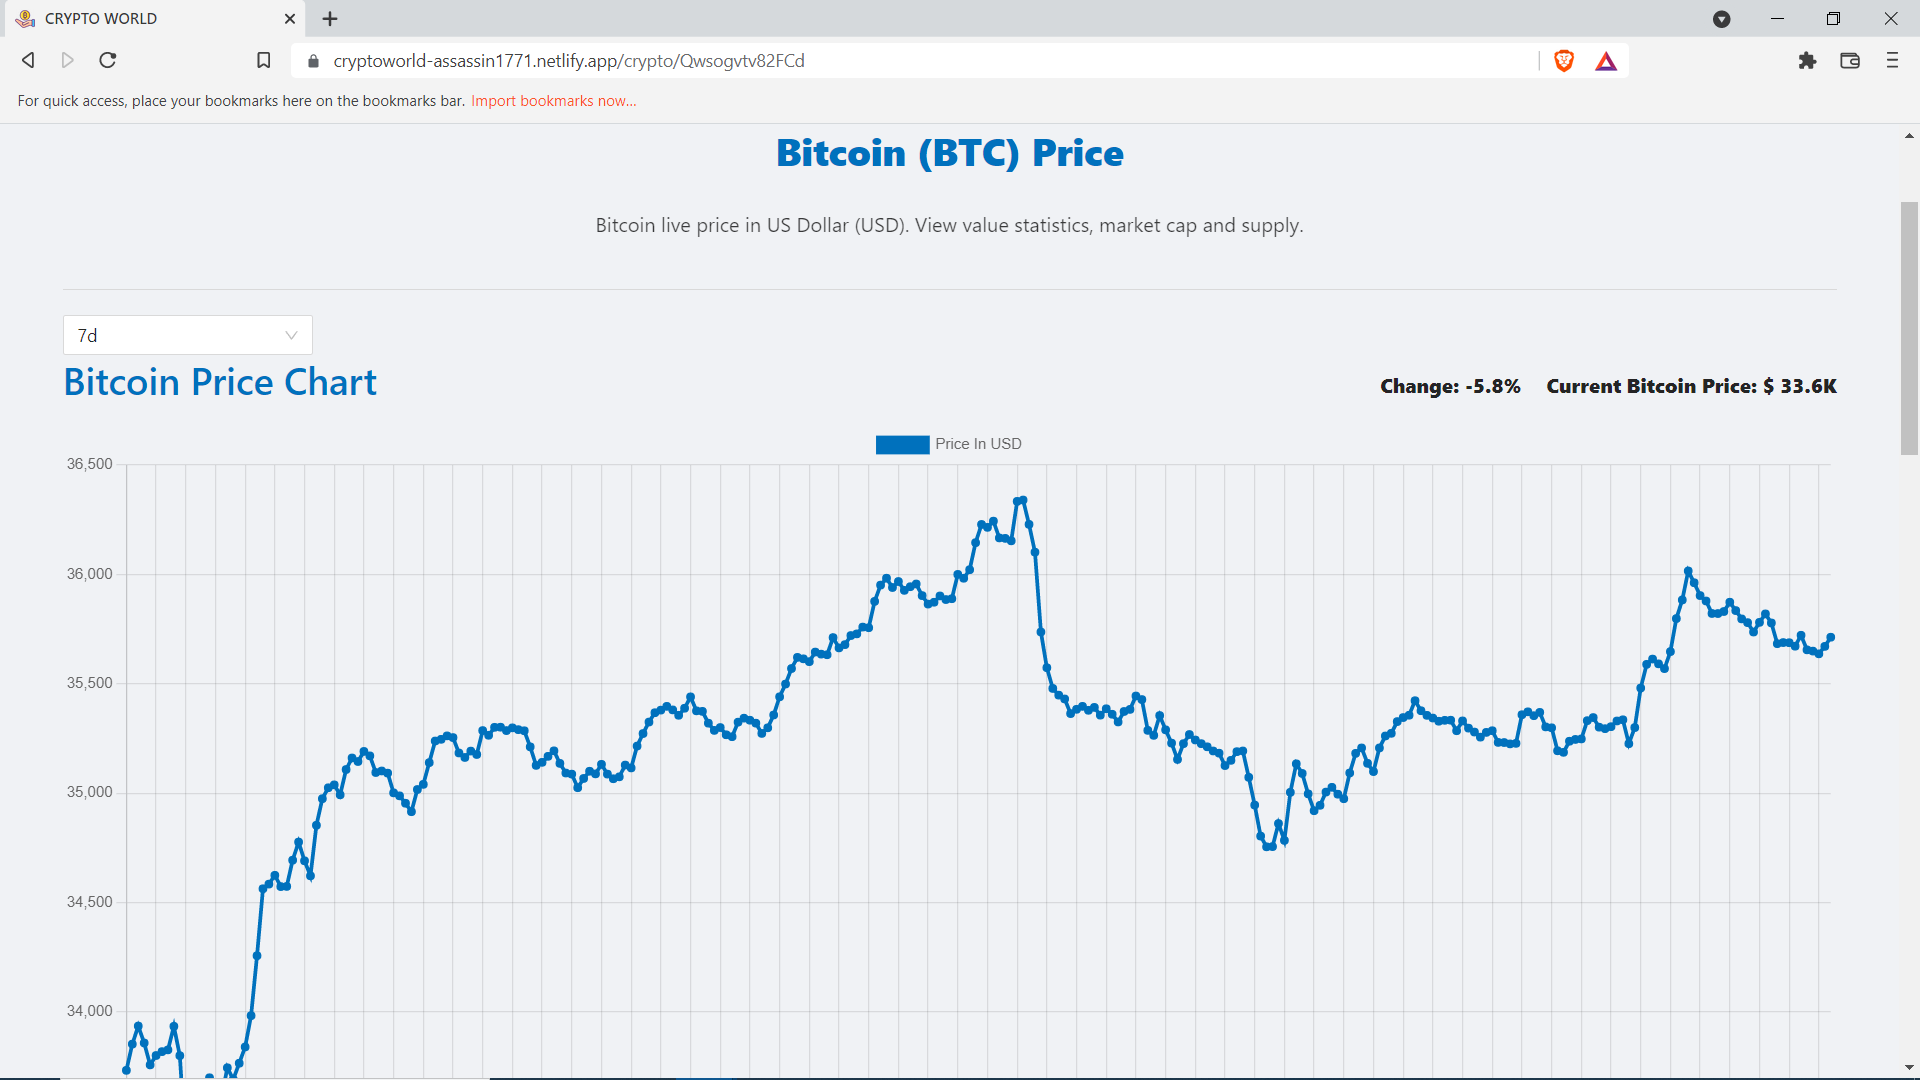 CRYPTO WORLD
cryptoworld-assassin1771.netlify.app/crypto/Qwsogvtv82FCd
For quick access, place your bookmarks here on the bookmarks bar. Import bookmarks now...
Bitcoin (BTC) Price
Bitcoin live price in US Dollar (USD). View value statistics, market cap and supply.
7d
Bitcoin Price Chart
Change: -5.8% Current Bitcoin Price: $ 33.6K
Price In USD
36,500
36,000
35,500
35,000
34,500
34,000